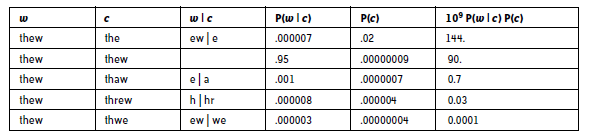 w c w | c P(w | c) P(c) 10⁹ P(w | c) P(c)
thew the ew | e .000007 .02 144.
thew thew .95 .00000009 90.
thew thaw e | a .001 .0000007 0.7
thew threw h | hr .000008 .000004 0.03
thew thwe ew | we .000003 .00000004 0.0001